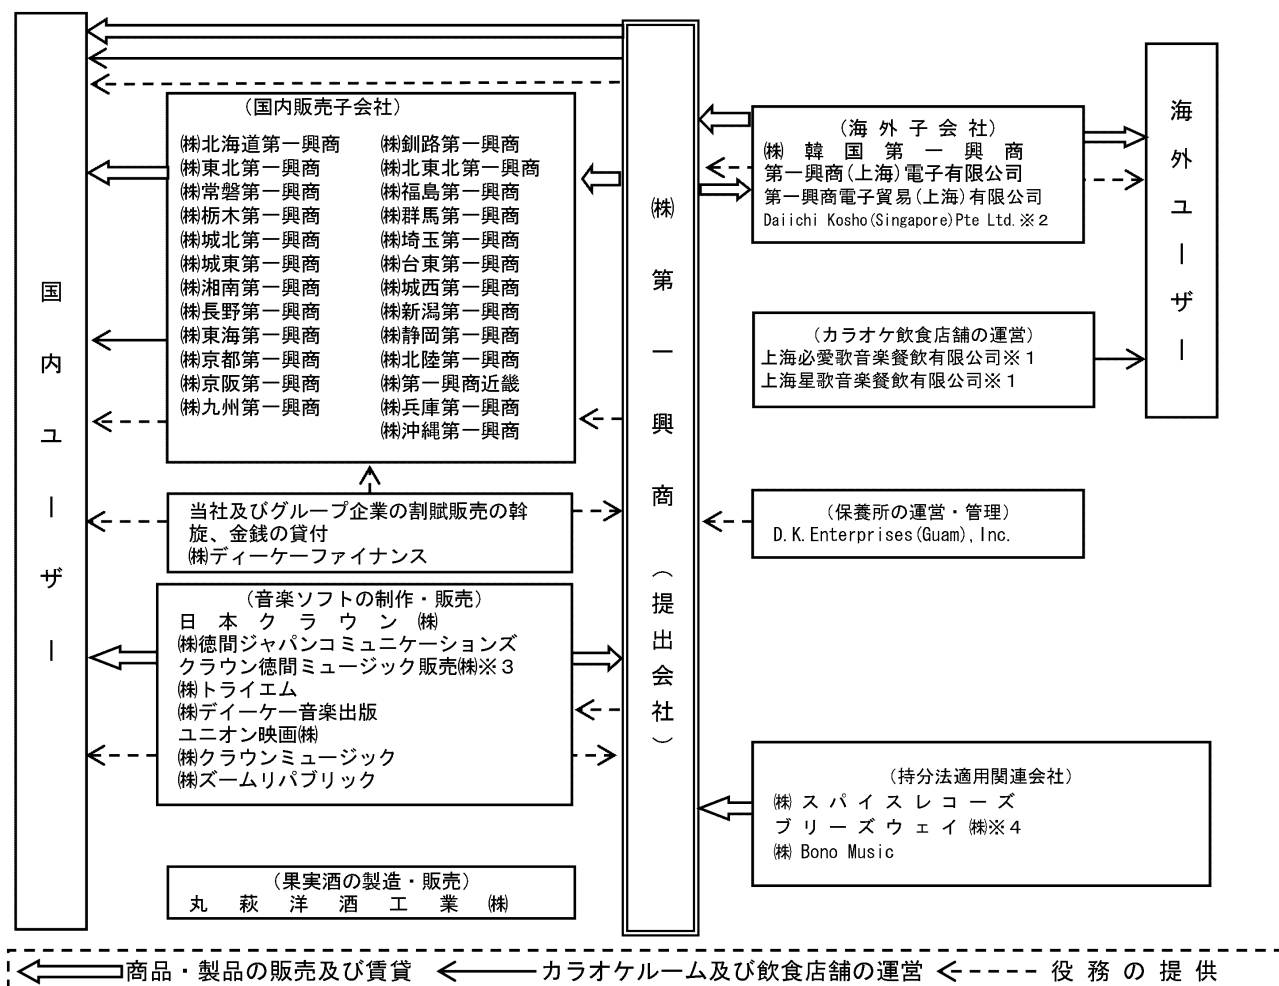 国内ユーザー
（国内販売子会社）
㈱北海道第一興商　㈱釧路第一興商
㈱東北第一興商　㈱北東北第一興商
㈱常磐第一興商　㈱福島第一興商
㈱栃木第一興商　㈱群馬第一興商
㈱城北第一興商　㈱埼玉第一興商
㈱城東第一興商　㈱台東第一興商
㈱湘南第一興商　㈱城西第一興商
㈱長野第一興商　㈱新潟第一興商
㈱東海第一興商　㈱静岡第一興商
㈱京都第一興商　㈱北陸第一興商
㈱京阪第一興商　㈱第一興商近畿
㈱九州第一興商　㈱兵庫第一興商
㈱沖縄第一興商
当社及びグループ企業の割賦販売の斡
旋、金銭の貸付
㈱ディーケーファイナンス
（音楽ソフトの制作・販売）
日本クラウン㈱
㈱徳間ジャパンコミュニケーションズ
クラウン徳間ミュージック販売㈱※３
㈱トライエム
㈱デイーケー音楽出版
ユニオン映画㈱
㈱クラウンミュージック
㈱ズームリパブリック
（果実酒の製造・販売）
丸萩洋酒工業㈱
㈱第一興商（提出会社）
（海外子会社）
㈱韓国第一興商
第一興商(上海)電子有限公司
第一興商電子貿易(上海)有限公司
Daiichi Kosho(Singapore)Pte Ltd.※２
（カラオケ飲食店舗の運営）
上海必愛歌音楽餐飲有限公司※１
上海星歌音楽餐飲有限公司※１
（保養所の運営・管理）
D.K.Enterprises(Guam),Inc.
（持分法適用関連会社）
㈱スパイスレコーズ
ブリーズウェイ㈱※４
㈱ Bono Music
海外ユーザー
商品・製品の販売及び賃貸　カラオケルーム及び飲食店舗の運営　役務の提供